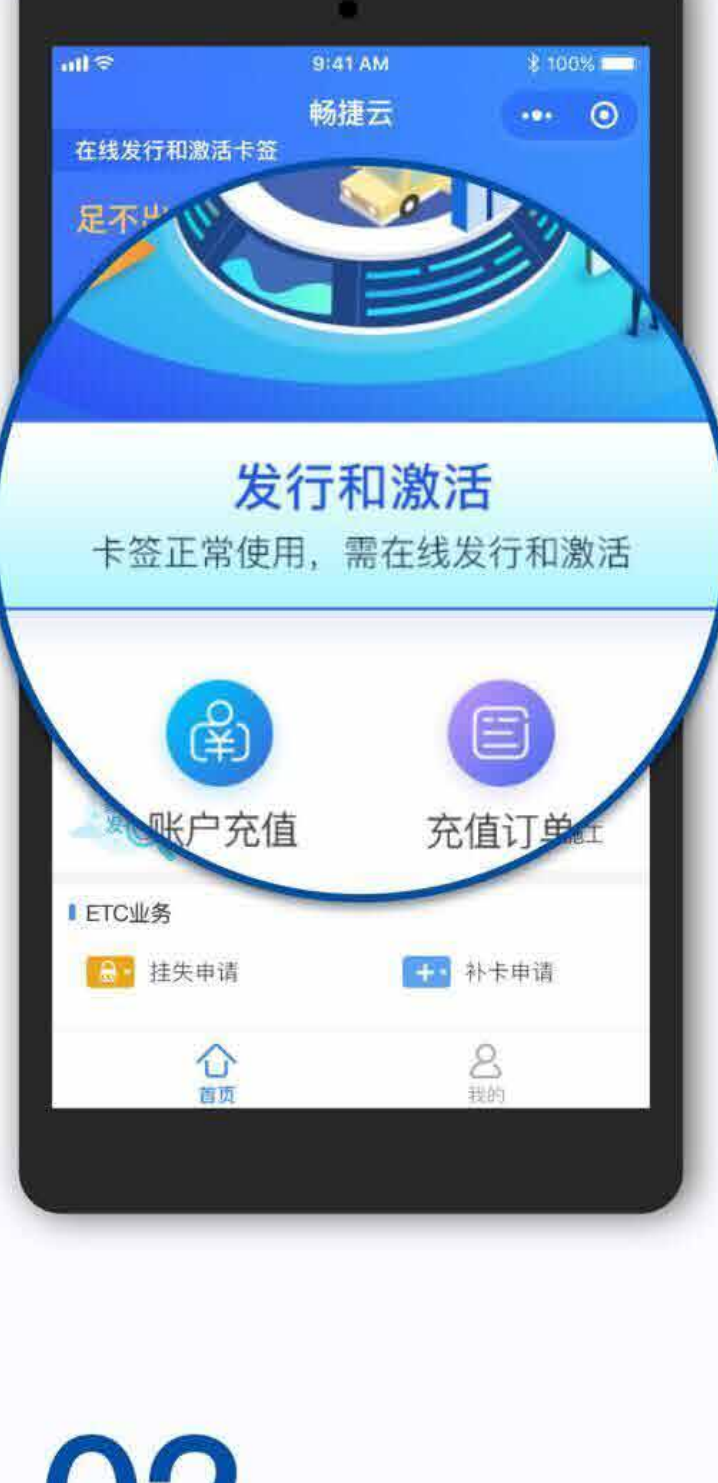 9:41 AM
100%
畅捷云
在线发行和激活卡签
足不出
发行和激活
卡签正常使用，需在线发行和激活
账户充值
充值订单
ETC业务
挂失申请
补卡申请
首页
我的